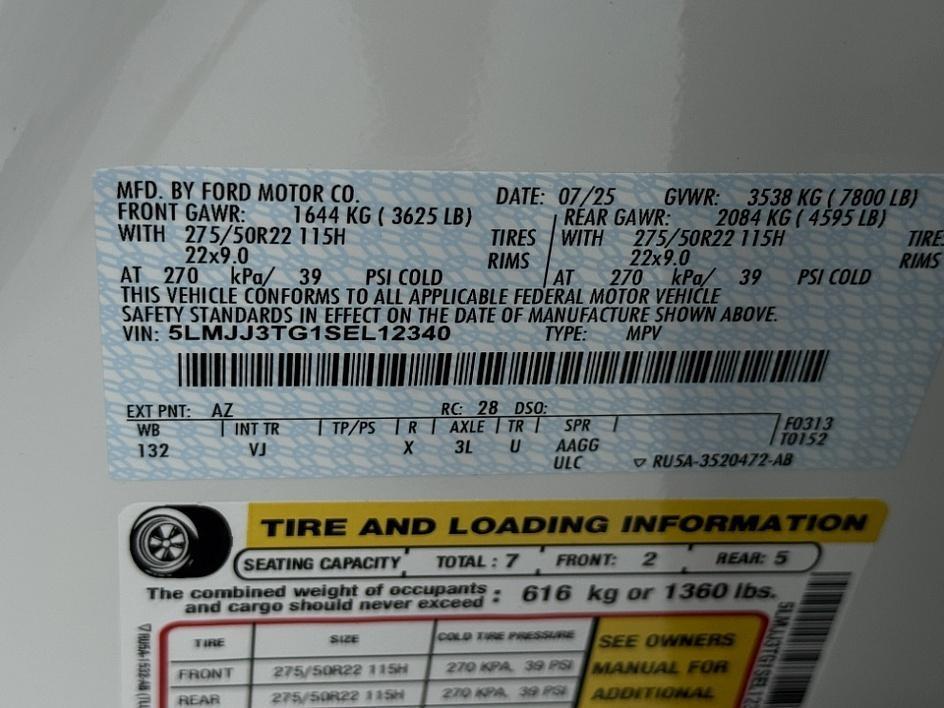 MFD. BY FORD MOTOR CO. DATE: 07/25 GVWR: 3538 KG ( 7800 LB)
FRONT GAWR: 1644 KG ( 3625 LB) REAR GAWR: 2084 KG ( 4595 LB)
WITH 275/50R22 115H TIRES WITH 275/50R22 115H TIRE
22x9.0 RIMS 22x9.0 RIMS
AT 270 kPa/ 39 PSI COLD AT 270 kPa/ 39 PSI COLD
THIS VEHICLE CONFORMS TO ALL APPLICABLE FEDERAL MOTOR VEHICLE
SAFETY STANDARDS IN EFFECT ON THE DATE OF MANUFACTURE SHOWN ABOVE.
VIN: 5LMJJ3TG1SEL12340 TYPE: MPV
EXT PNT: AZ RC: 28 DSO:
WB INT TR TP/PS R AXLE TR SPR F0313
132 VJ X 3L U AAGG T0152
ULC ▽ RU5A-3520472-AB
TIRE AND LOADING INFORMATION
SEATING CAPACITY TOTAL : 7 FRONT: 2 REAR: 5
The combined weight of occupants
and cargo should never exceed : 616 kg or 1360 lbs.
TIRE SIZE COLD TIRE PRESSURE SEE OWNERS
FRONT 275/50R22 115H 270 KPA, 39 PSI MANUAL FOR
REAR 275/50R22 115H 270 KPA, 39 PSI ADDITIONAL
5LMJJ3TG1SEL12